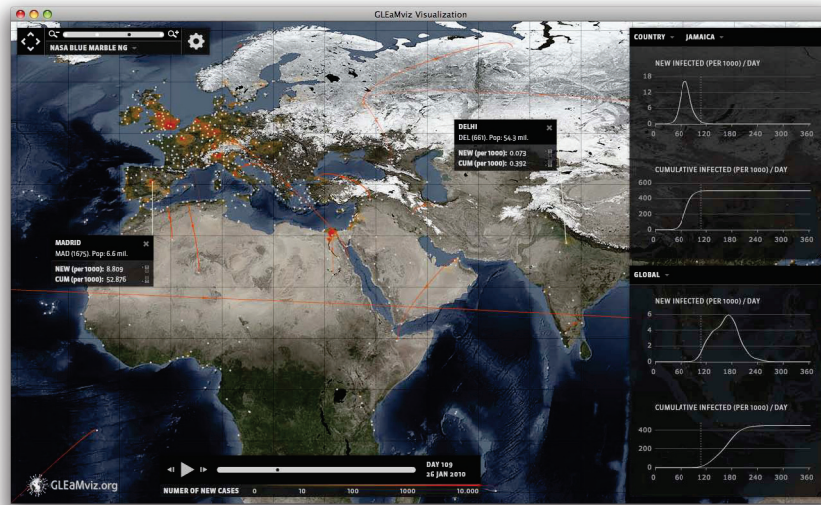 GLEaMviz Visualization
NASA BLUE MARBLE NG
COUNTRY JAMAICA
NEW INFECTED (PER 1000) / DAY
18
12
6
0
0 60 120 180 240 300 360
CUMULATIVE INFECTED (PER 1000) / DAY
600
400
200
0
0 60 120 180 240 300 360
DELHI
DEL (661). Pop: 54.3 mil.
NEW (per 1000): 0.073
CUM (per 1000): 0.392
MADRID
MAD (1675). Pop: 6.6 mil.
NEW (per 1000): 8.809
CUM (per 1000): 52.876
GLOBAL
NEW INFECTED (PER 1000) / DAY
6
4
2
0
0 60 120 180 240 300 360
CUMULATIVE INFECTED (PER 1000) / DAY
400
200
0
0 60 120 180 240 300 360
DAY 109
26 JAN 2010
GLEaMviz.org
NUMER OF NEW CASES 0 10 100 1000 10.000